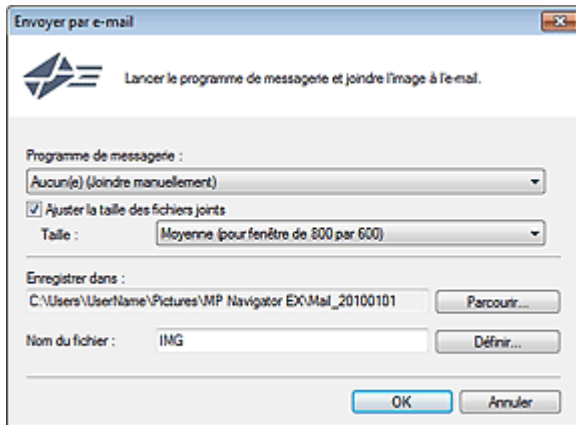 Envoyer par e-mail
Lancer le programme de messagerie et joindre l'image à l'e-mail.
Programme de messagerie :
Aucun(e) (Joindre manuellement)
Ajuster la taille des fichiers joints
Taille : Moyenne (pour fenêtre de 800 par 600)
Enregistrer dans :
C:\Users\UserName\Pictures\MP Navigator EX\Mail_20100101 Parcourir...
Nom du fichier : IMG Définir...
OK Annuler